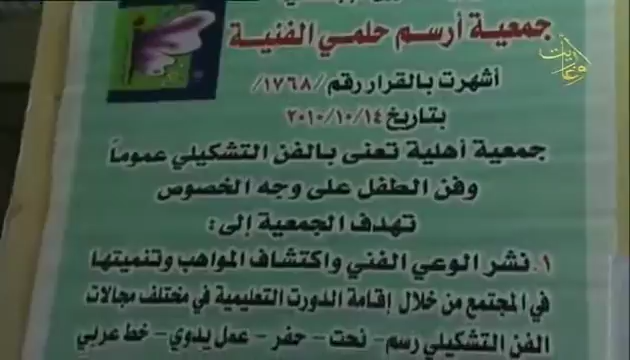 جمعية أرسم حلمي الفنية
أشهرت بالقرار رقم /١٧٦٨/
بتاريخ ٢٠١٠/١٠/١٤
جمعية أهلية تعنى بالفن التشكيلي عموماً
وفن الطفل على وجه الخصوص
تهدف الجمعية إلى:
١. نشر الوعي الفني واكتشاف المواهب وتنميتها
في المجتمع من خلال إقامة الدورت التعليمية في مختلف مجالات
الفن التشكيلي رسم- نحت- حفر- عمل يدوي- خط عربي